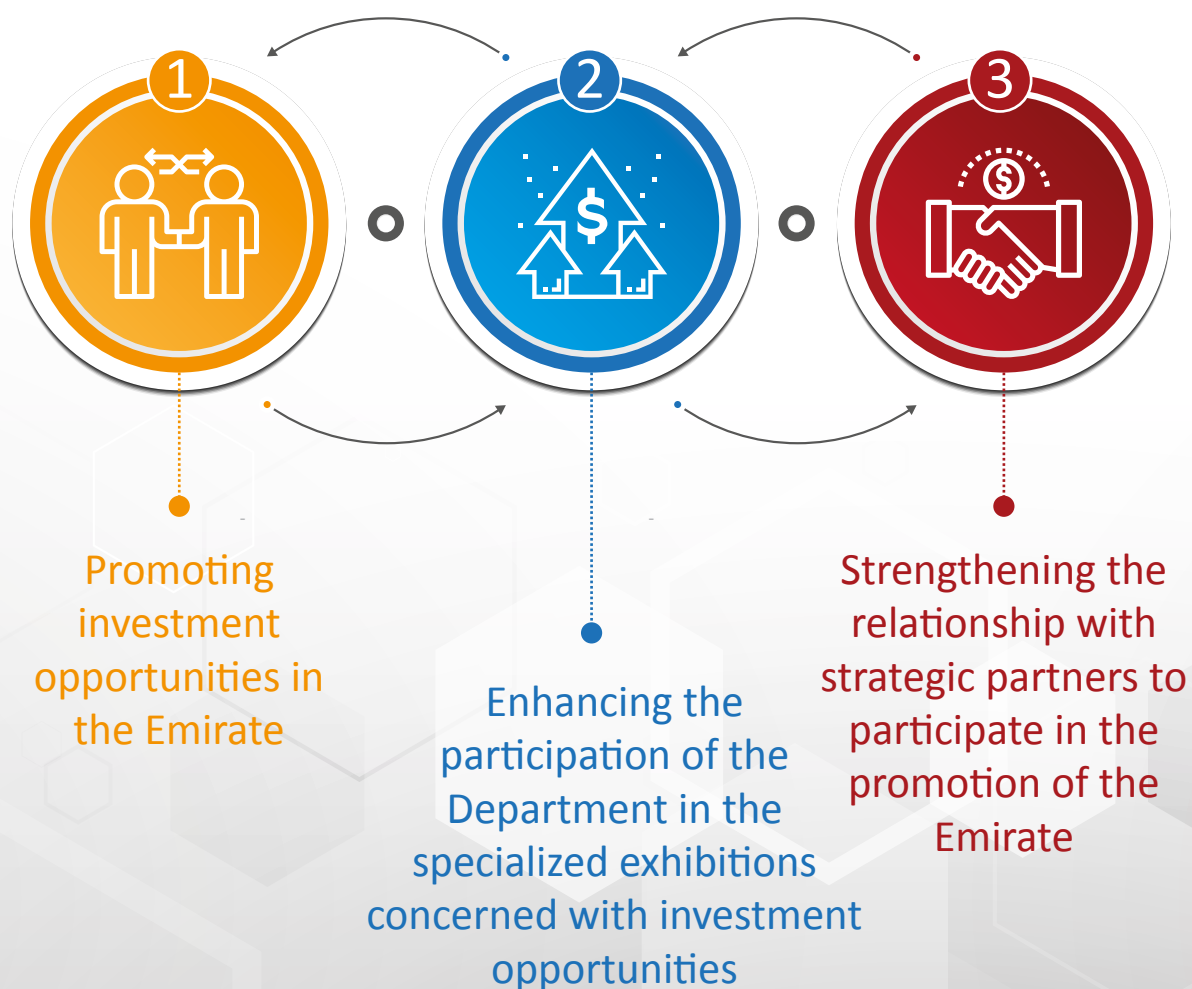 1
Promoting
investment
opportunities in
the Emirate
2
$
Enhancing the
participation of the
Department in the
specialized exhibitions
concerned with investment
opportunities
3
$
Strengthening the
relationship with
strategic partners to
participate in the
promotion of the
Emirate